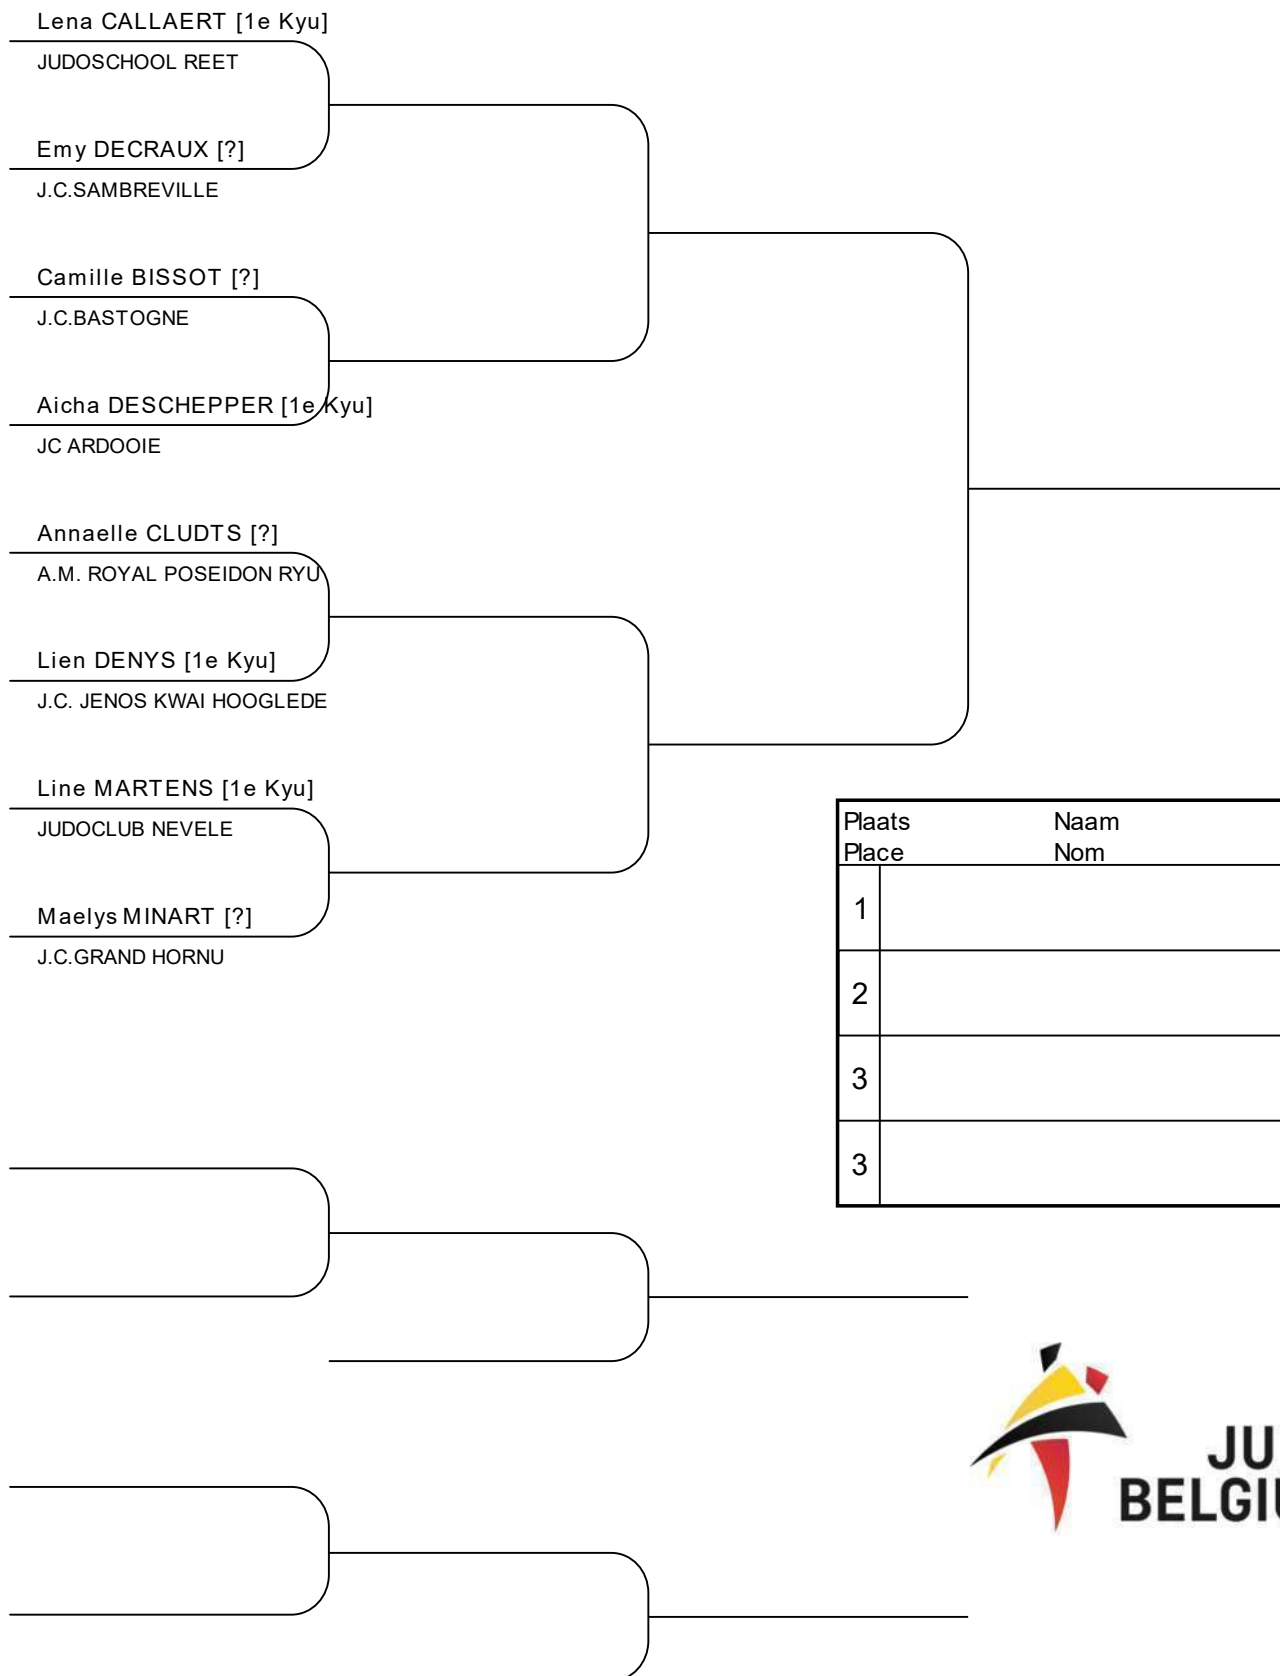 Lena CALLAERT [1e Kyu]
JUDOSCHOOL REET
Emy DECRAUX [?]
J.C.SAMBREVILLE
Camille BISSOT [?]
J.C.BASTOGNE
Aicha DESCHEPPER [1e Kyu]
JC ARDOOIE
Annaelle CLUDTS [?]
A.M. ROYAL POSEIDON RYU
Lien DENYS [1e Kyu]
J.C. JENOS KWAI HOOGLEDE
Line MARTENS [1e Kyu]
JUDOCLUB NEVELE
Maelys MINART [?]
J.C.GRAND HORNU
Plaats Naam
Place Nom
1
2
3
3
JU
BELGIU